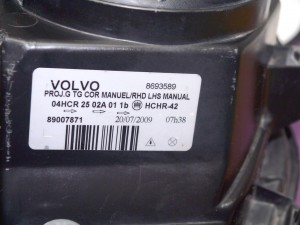 VOLVO 8693589
PROJ.G TG COR MANUEL/RHD LHS MANUAL
04HCR 25 02A 01 1b HCHR-42
89007871 20/07/2009 07h38